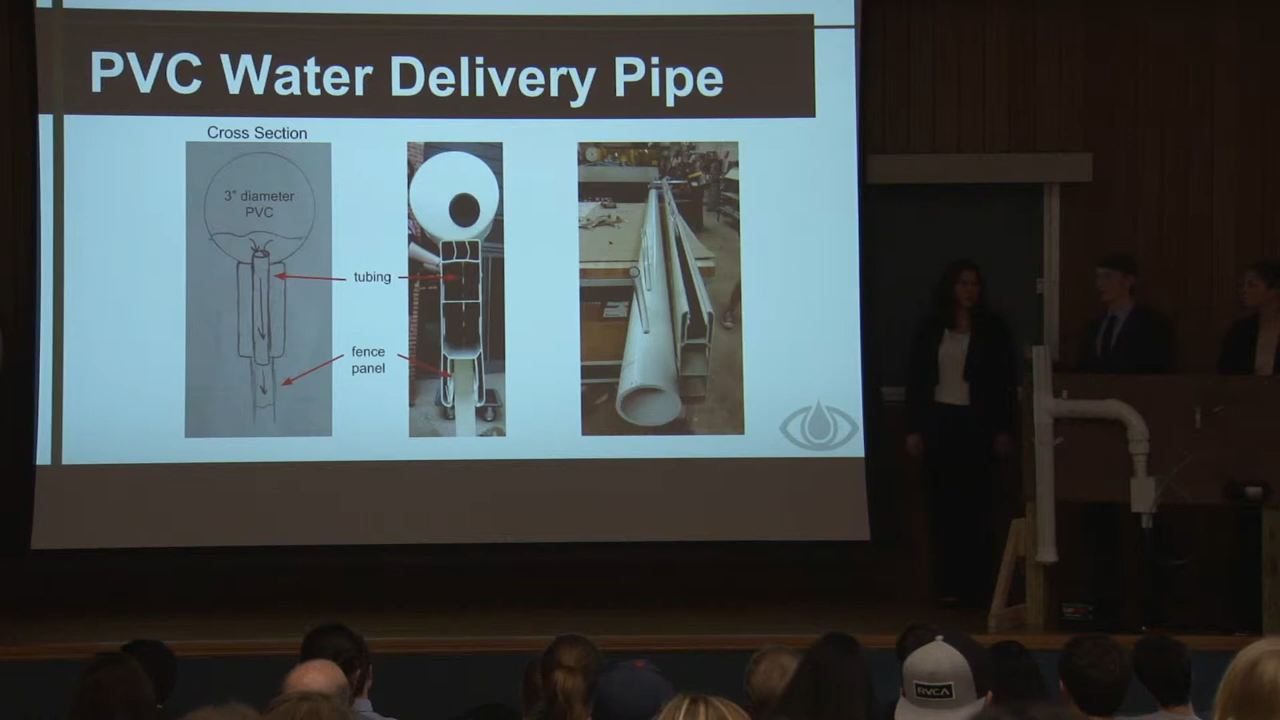 PVC Water Delivery Pipe
Cross Section
3" diameter
PVC
tubing
fence
panel
RVCA